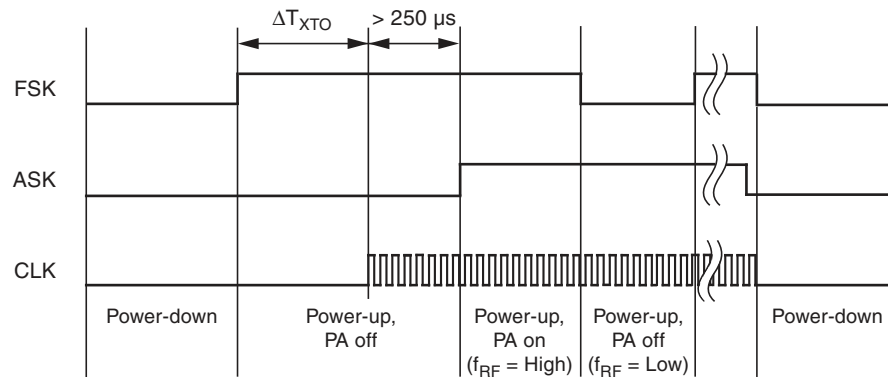 ΔT_XTO
> 250 µs
FSK
ASK
CLK
Power-down
Power-up,
PA off
Power-up,
PA on
(f_RF = High)
Power-up,
PA off
(f_RF = Low)
Power-down